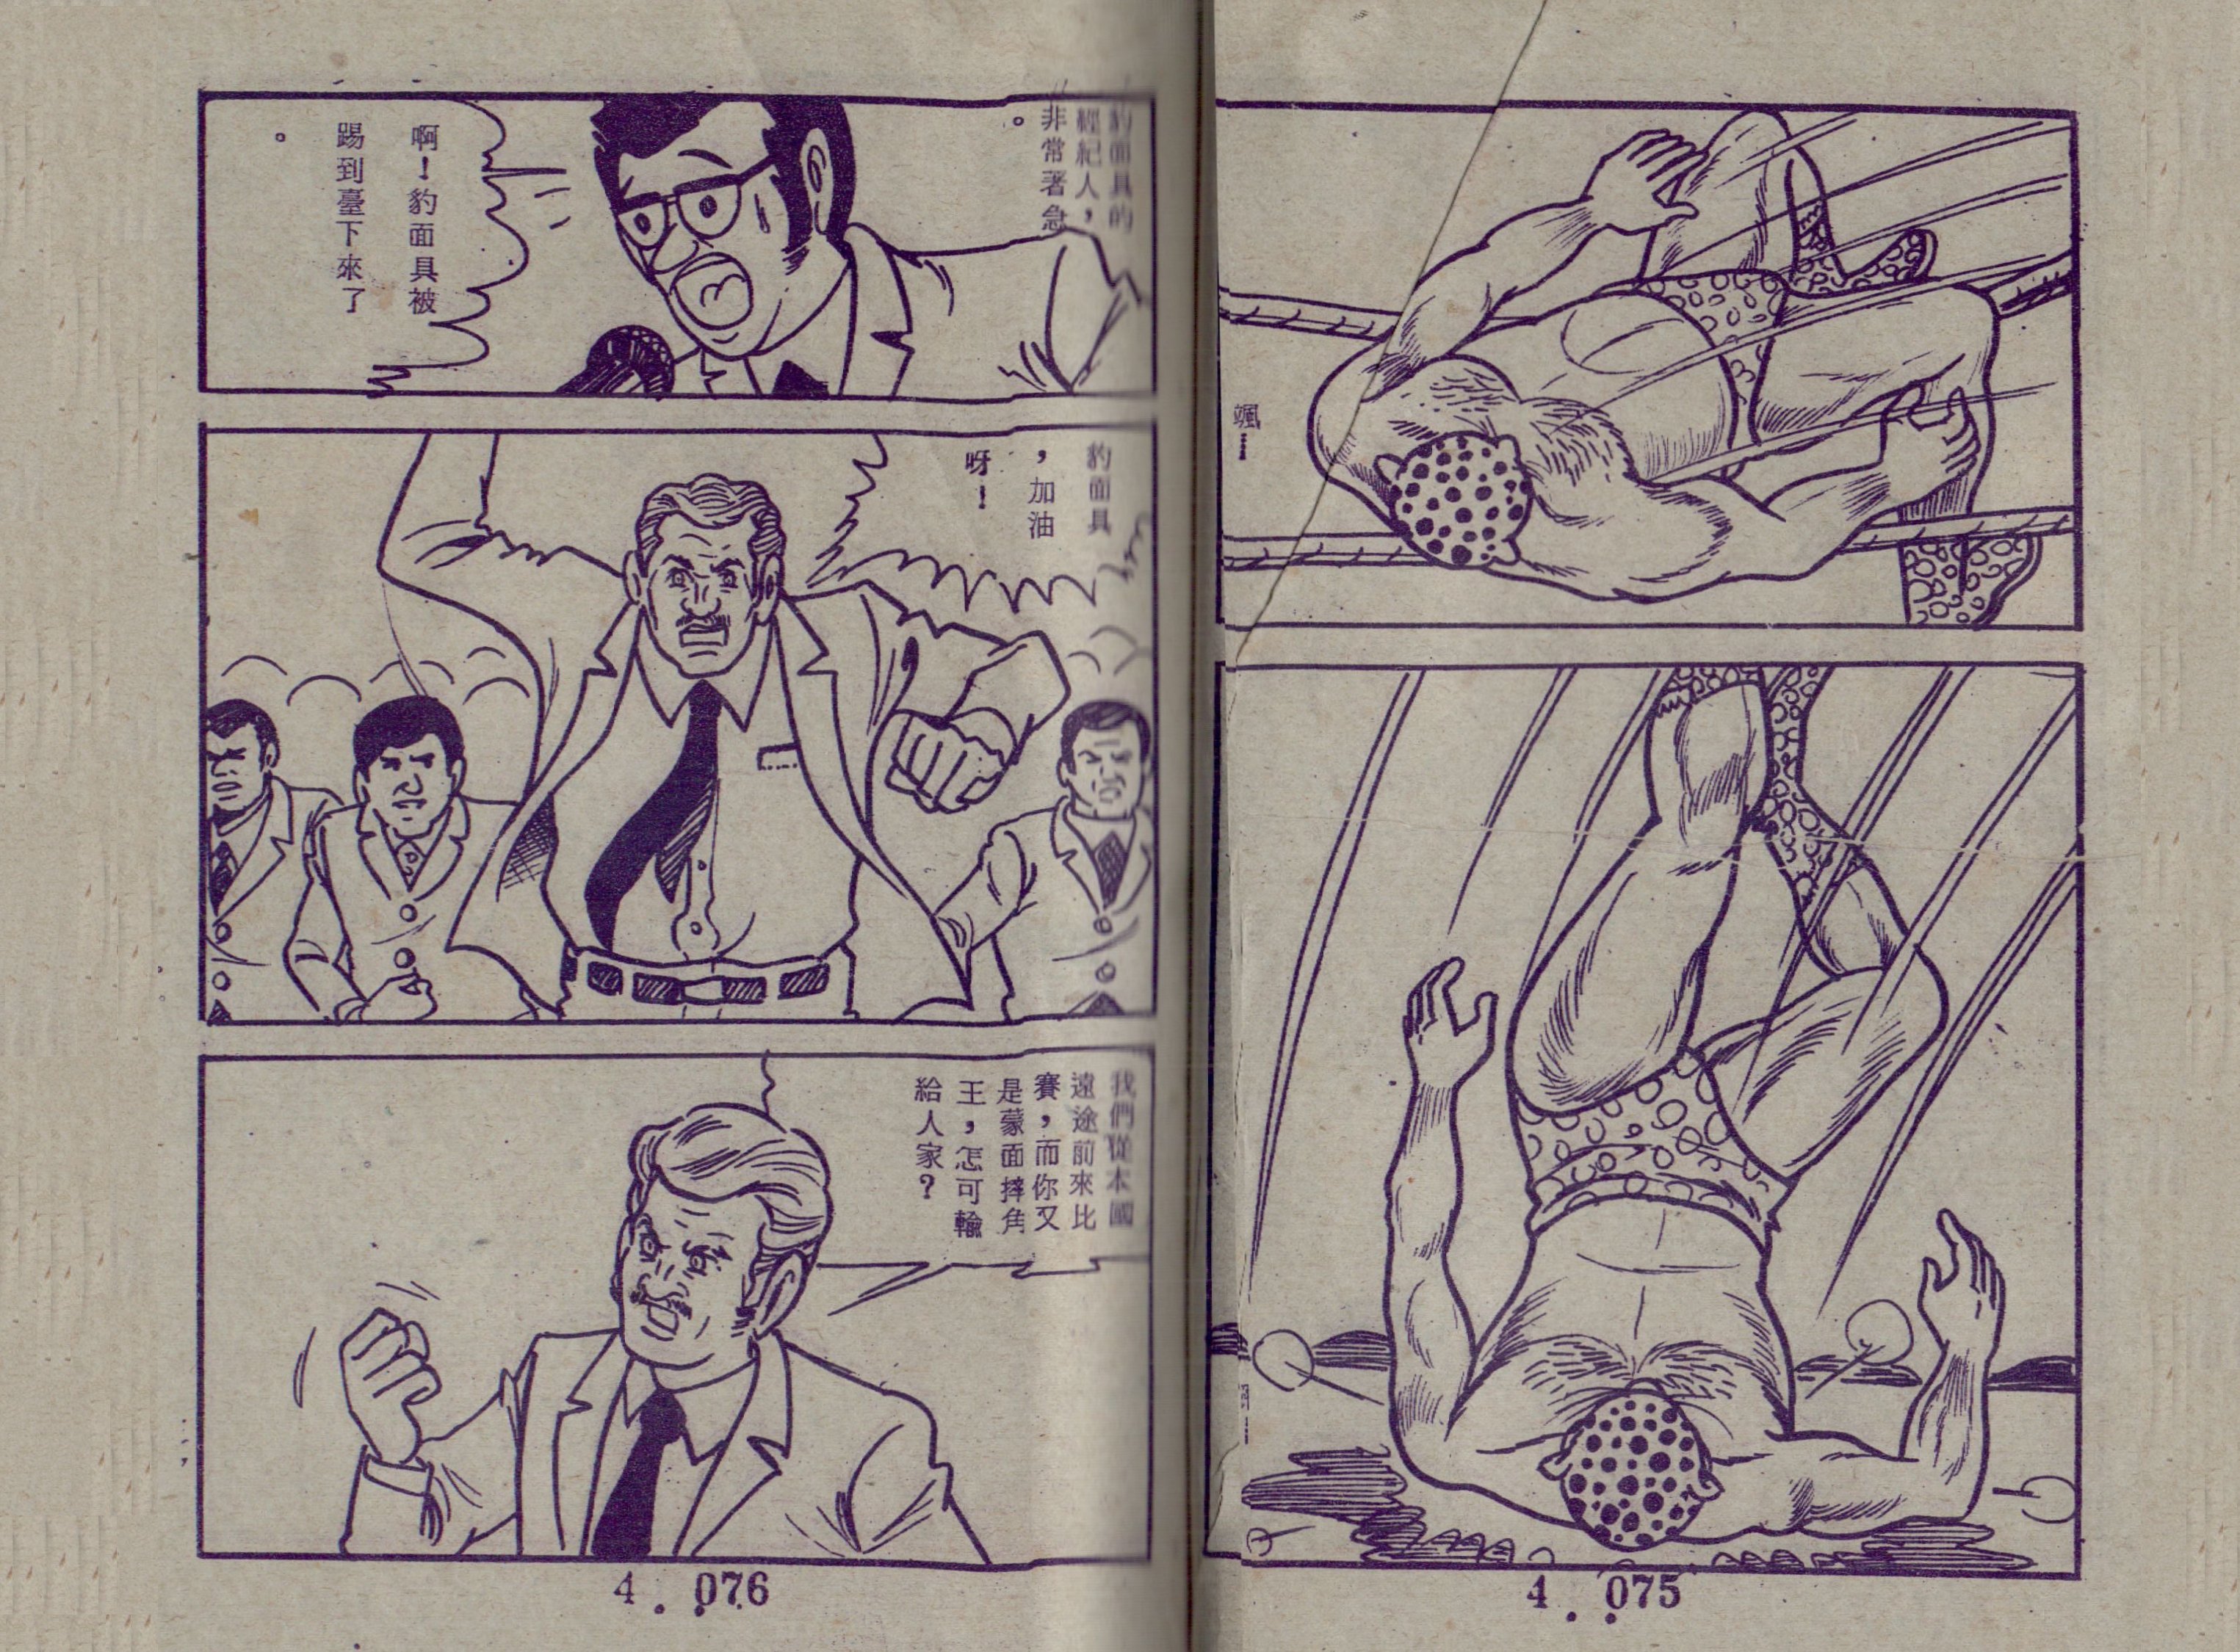 颯……
4．075
豹面具的
經紀人，
非常著急
。
啊！豹面具被
踢到臺下來了
。
豹面具
，加油
呀！
我們從本國
遠途前來比
賽，而你又
是蒙面摔角
王，怎可輸
給人家？
4．076